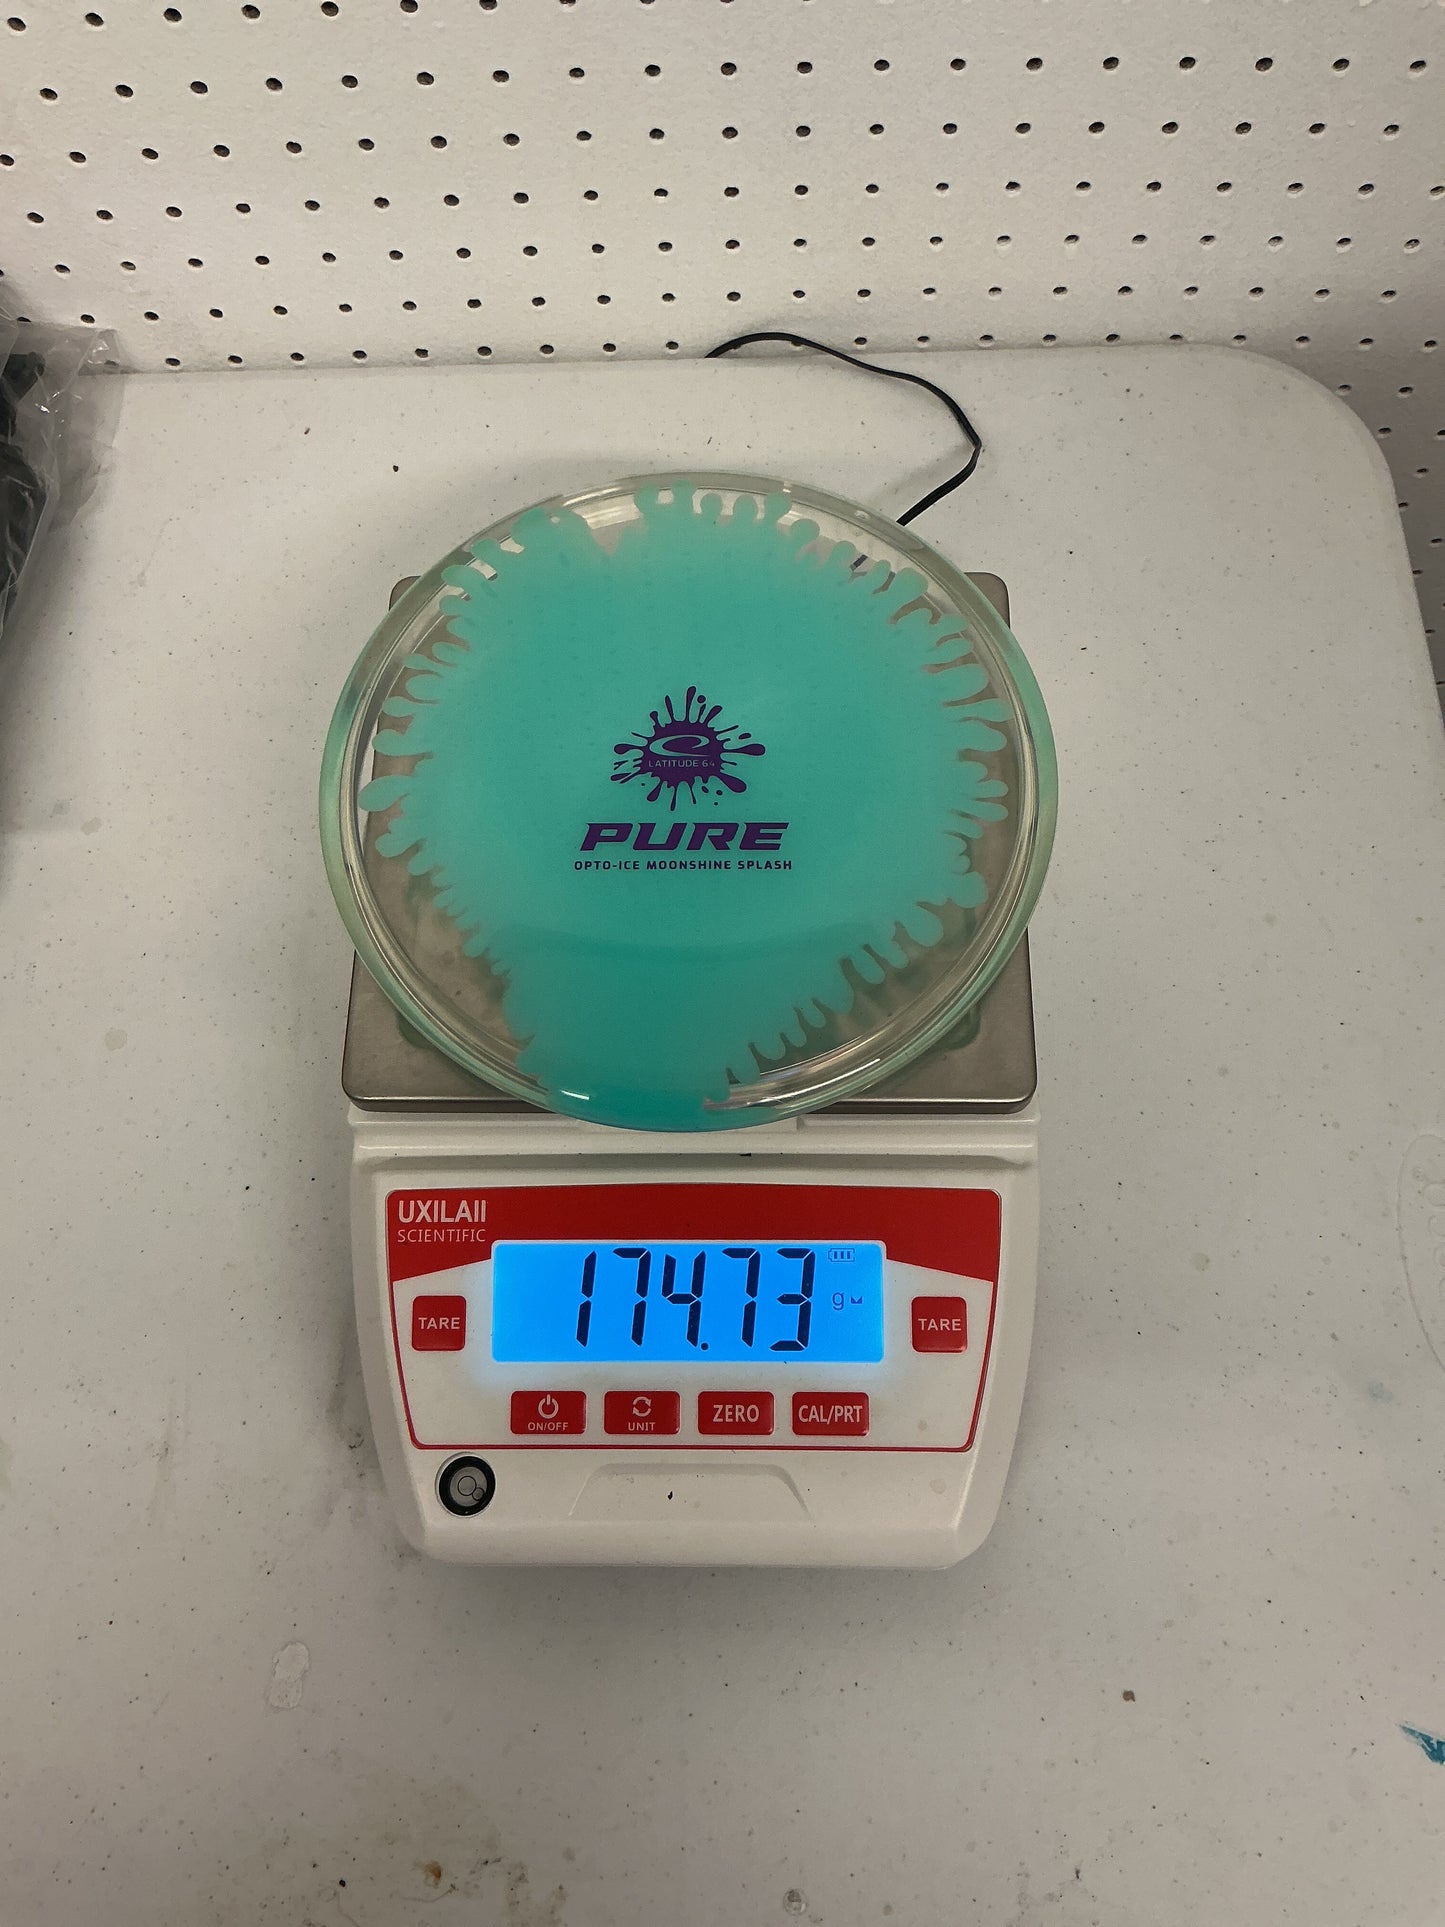 LATITUDE 64
PURE
OPTO-ICE MOONSHINE SPLASH
UXILAII
SCIENTIFIC
174.73 g
TARE
TARE
ON/OFF
UNIT
ZERO
CAL/PRT